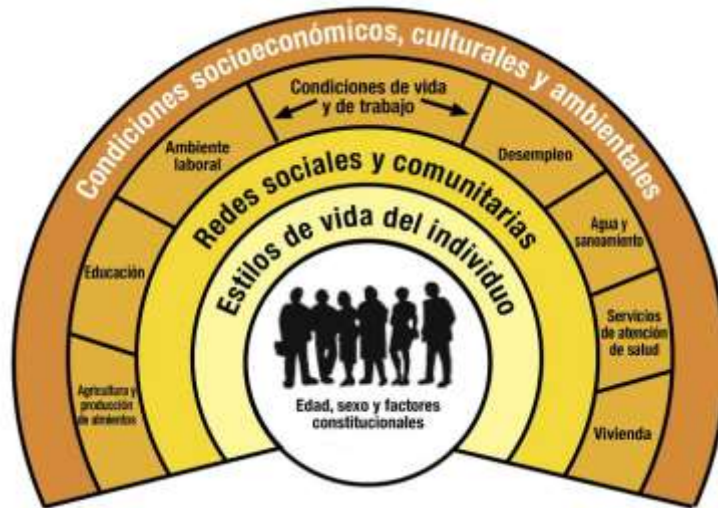 Condiciones socioeconómicos, culturales y ambientales
Condiciones de vida
y de trabajo
Ambiente
laboral
Desempleo
Redes sociales y comunitarias
Agua y
saneamiento
Estilos de vida del individuo
Educación
Servicios
de atención
de salud
Agricultura y
producción
de almientos
Edad, sexo y factores
constitucionales
Vivienda